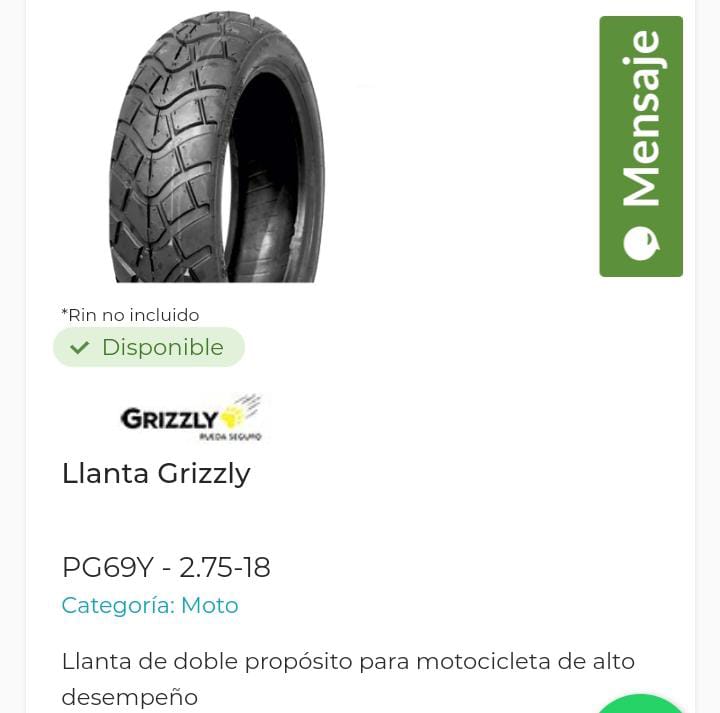 Mensaje
*Rin no incluido
Disponible
GRIZZLY
RUEDA SEGURO
Llanta Grizzly
PG69Y - 2.75-18
Categoría: Moto
Llanta de doble propósito para motocicleta de alto
desempeño